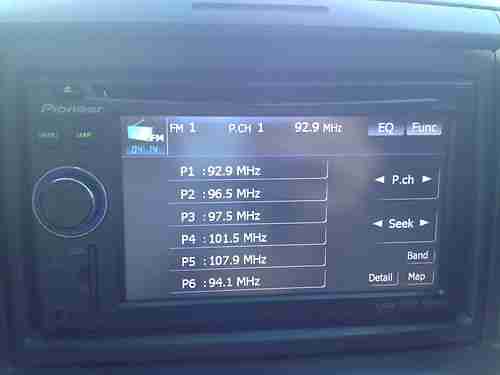 Pioneer
FM 1 P.CH 1 92.9 MHz EQ Func
FM
04:14
P1 : 92.9 MHz
P2 : 96.5 MHz
P3 : 97.5 MHz
P4 : 101.5 MHz
P5 : 107.9 MHz
P6 : 94.1 MHz
◄ P.ch ►
◄ Seek ►
Band
Detail Map